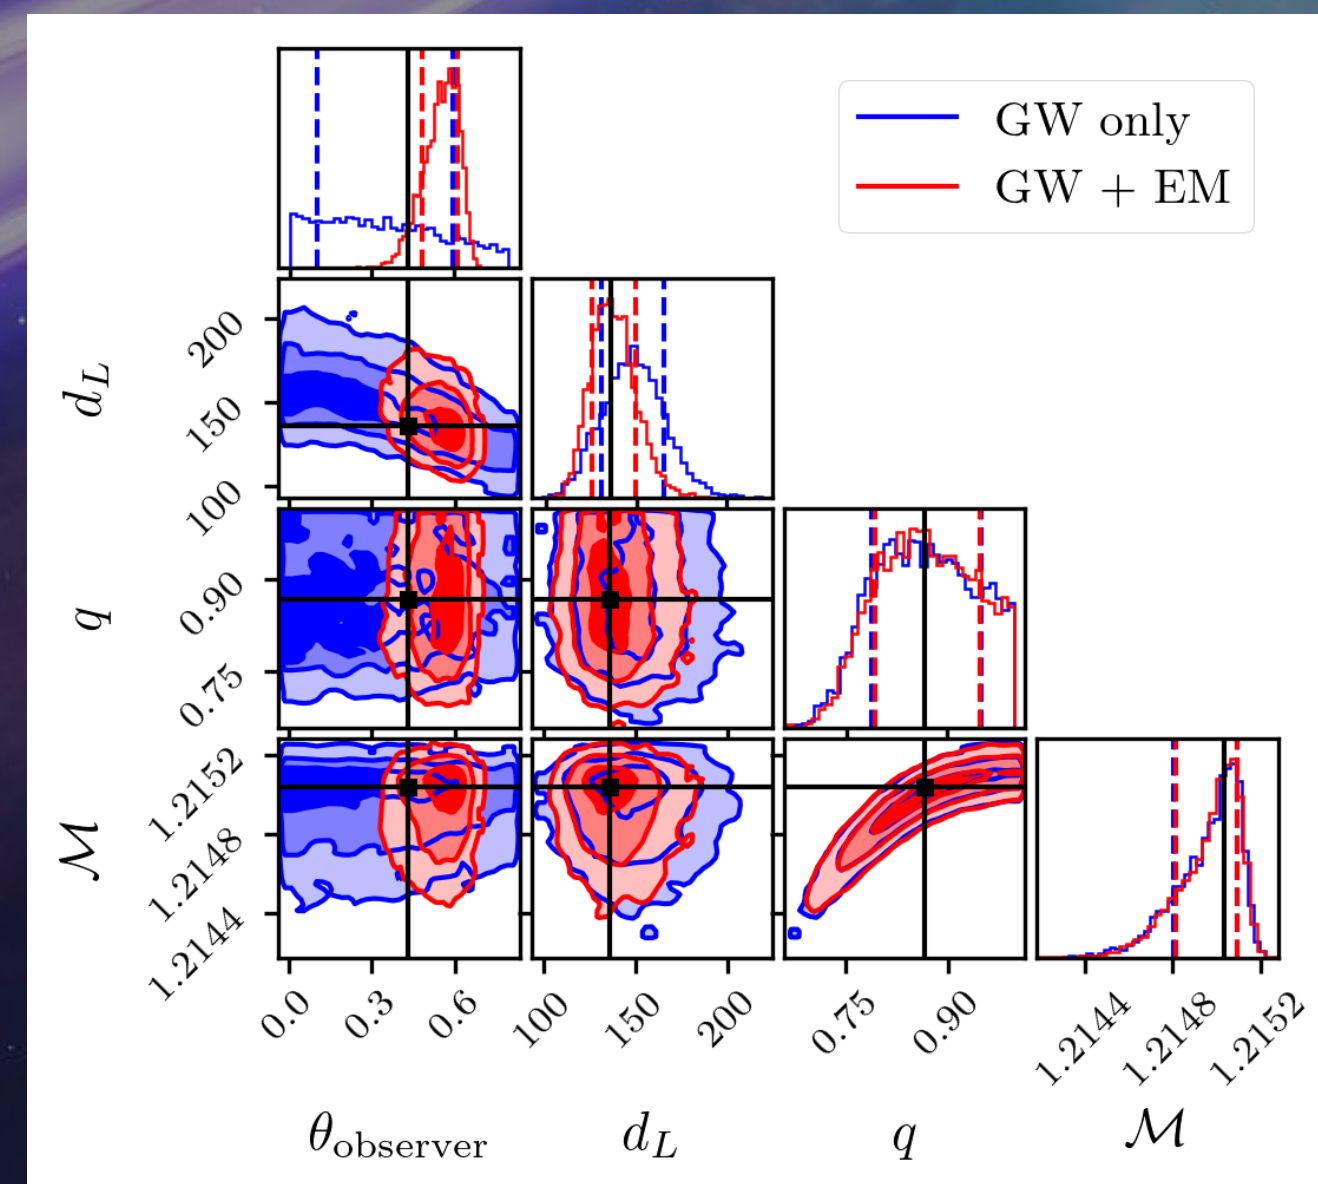 GW only
GW + EM
d_L
200
150
100
q
0.90
0.75
ℳ
1.2152
1.2148
1.2144
0.0 0.3 0.6 100 150 200 0.75 0.90 1.2144 1.2148 1.2152
θ_observer d_L q ℳ